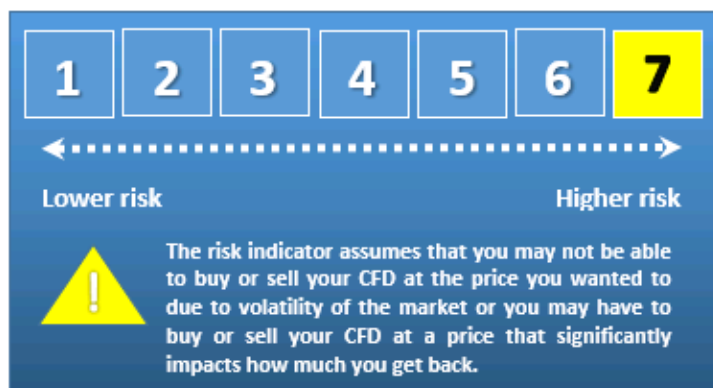 1 2 3 4 5 6 7
Lower risk Higher risk
!
The risk indicator assumes that you may not be able
to buy or sell your CFD at the price you wanted to
due to volatility of the market or you may have to
buy or sell your CFD at a price that significantly
impacts how much you get back.